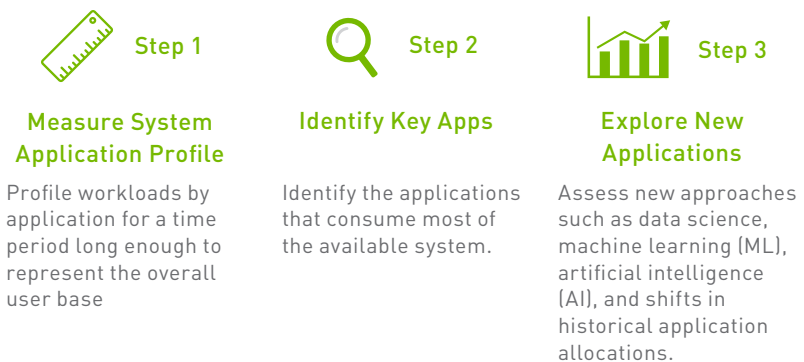 Step 1
Measure System
Application Profile
Profile workloads by
application for a time
period long enough to
represent the overall
user base
Step 2
Identify Key Apps
Identify the applications
that consume most of
the available system.
Step 3
Explore New
Applications
Assess new approaches
such as data science,
machine learning (ML),
artificial intelligence
(AI), and shifts in
historical application
allocations.